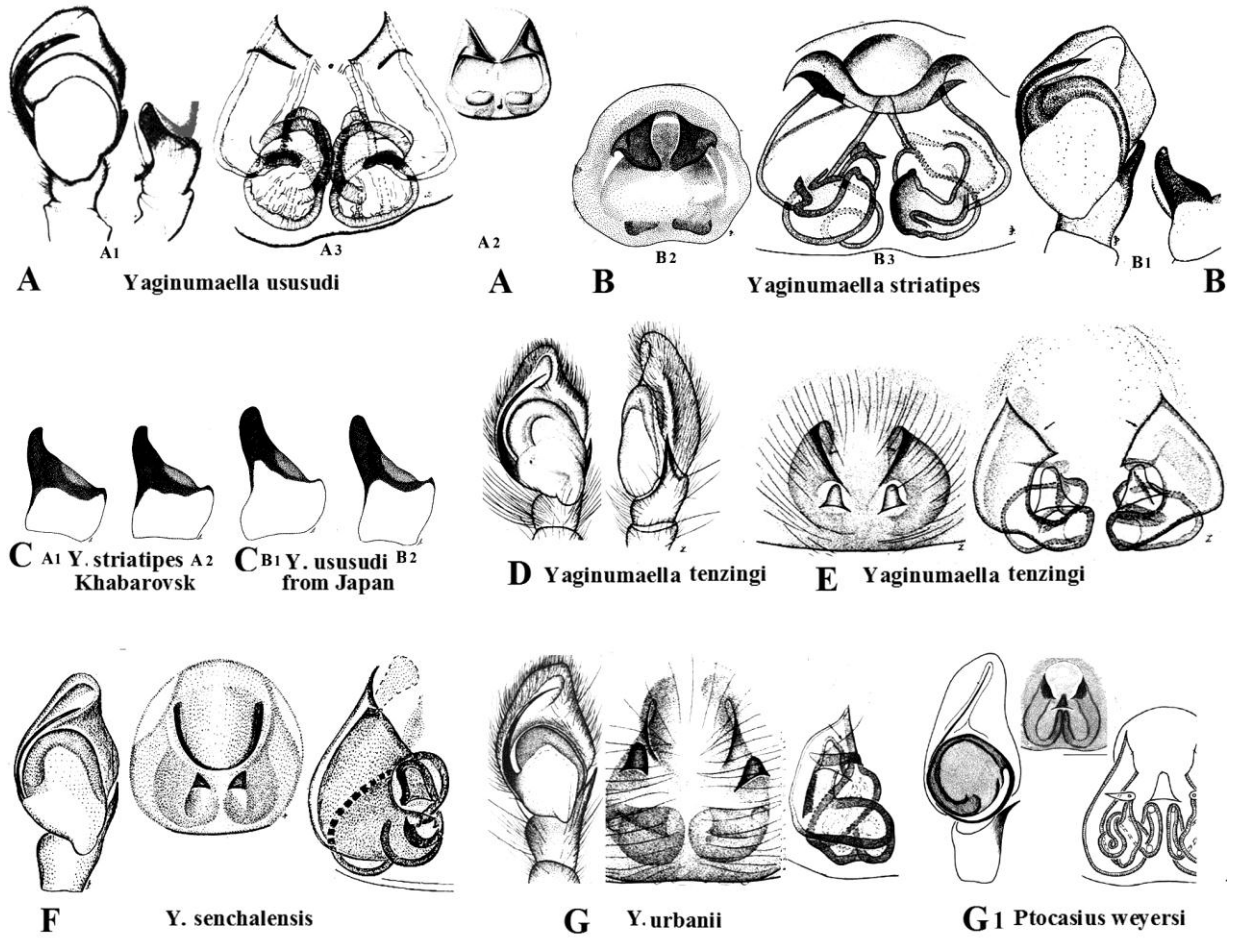 A1
A3
A2
A Yaginumaella ususudi A
B2
B3
B1
B Yaginumaella striatipes B
C A1 Y. striatipes A2
Khabarovsk
C B1 Y. ususudi B2
from Japan
D Yaginumaella tenzingi
E Yaginumaella tenzingi
F Y. senchalensis
G Y. urbanii
G1 Ptocasius weyersi